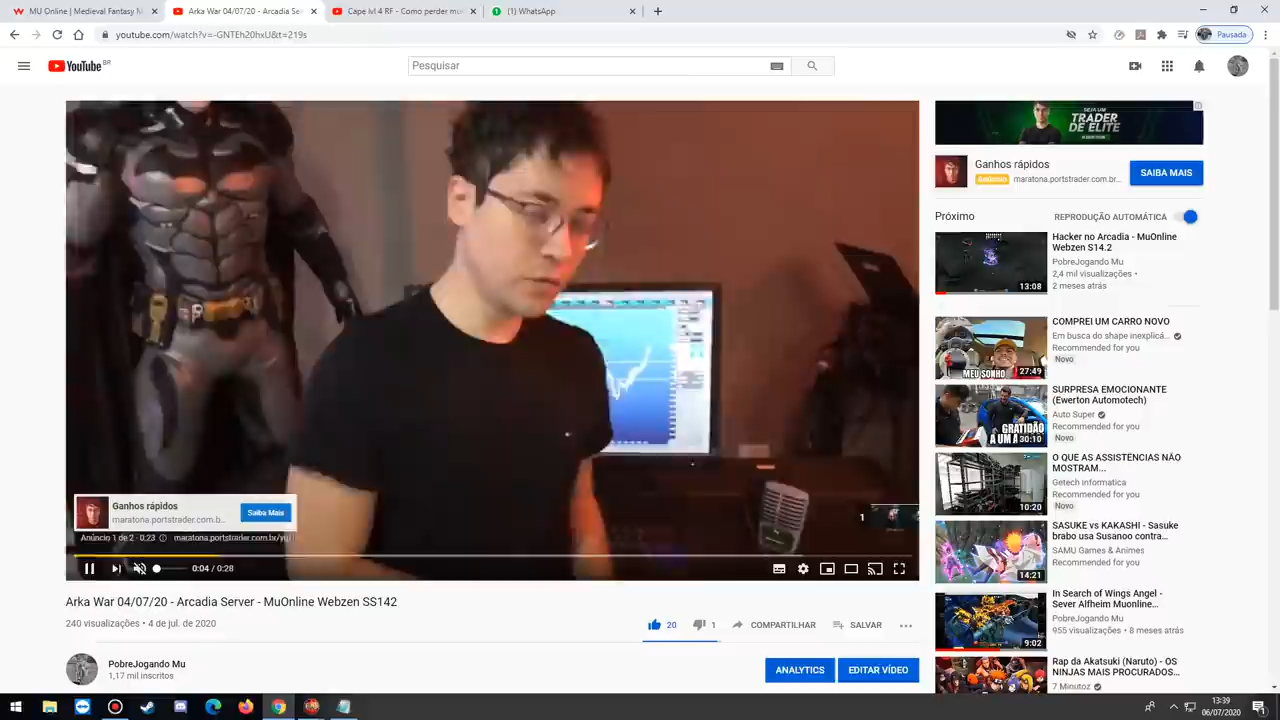 MU Online | Medieval Fantasy M
Arka War 04/07/20 - Arcadia Serv
Cape lvl 4 RF - Como perder mu
(1) WhatsApp
youtube.com/watch?v=-GNTEh20hxU&t=219s
Pausada
YouTube BR
Pesquisar
SEJA UM
TRADER
DE ELITE
Ganhos rápidos
Anúncio maratona.portstrader.com.br...
SAIBA MAIS
Próximo
REPRODUÇÃO AUTOMÁTICA
Hacker no Arcadia - MuOnline
Webzen S14.2
PobreJogando Mu
2,4 mil visualizações •
2 meses atrás
13:08
COMPREI UM CARRO NOVO
Em busca do shape inexplicá...
Recommended for you
Novo
MEU SONHO
27:49
SURPRESA EMOCIONANTE
(Ewerton Automotech)
Auto Super
Recommended for you
Novo
GRATIDÃO
A UM A
30:10
O QUE AS ASSISTÊNCIAS NÃO
MOSTRAM...
Getech informatica
Recommended for you
Novo
10:20
SASUKE vs KAKASHI - Sasuke
brabo usa Susanoo contra...
SAMU Games & Animes
Recommended for you
14:21
In Search of Wings Angel -
Sever Alfheim Muonline...
PobreJogando Mu
955 visualizações • 8 meses atrás
9:02
Rap da Akatsuki (Naruto) - OS
NINJAS MAIS PROCURADOS...
7 Minutoz
Ganhos rápidos
maratona.portstrader.com.b...
Saiba Mais
Anúncio 1 de 2 · 0:23
maratona.portstrader.com.br/yt
1
0:04 / 0:28
Arka War 04/07/20 - Arcadia Server - MuOnline Webzen SS142
240 visualizações • 4 de jul. de 2020
20
1
COMPARTILHAR
SALVAR
PobreJogando Mu
1,17 mil inscritos
ANALYTICS
EDITAR VÍDEO
13:39
06/07/2020
1